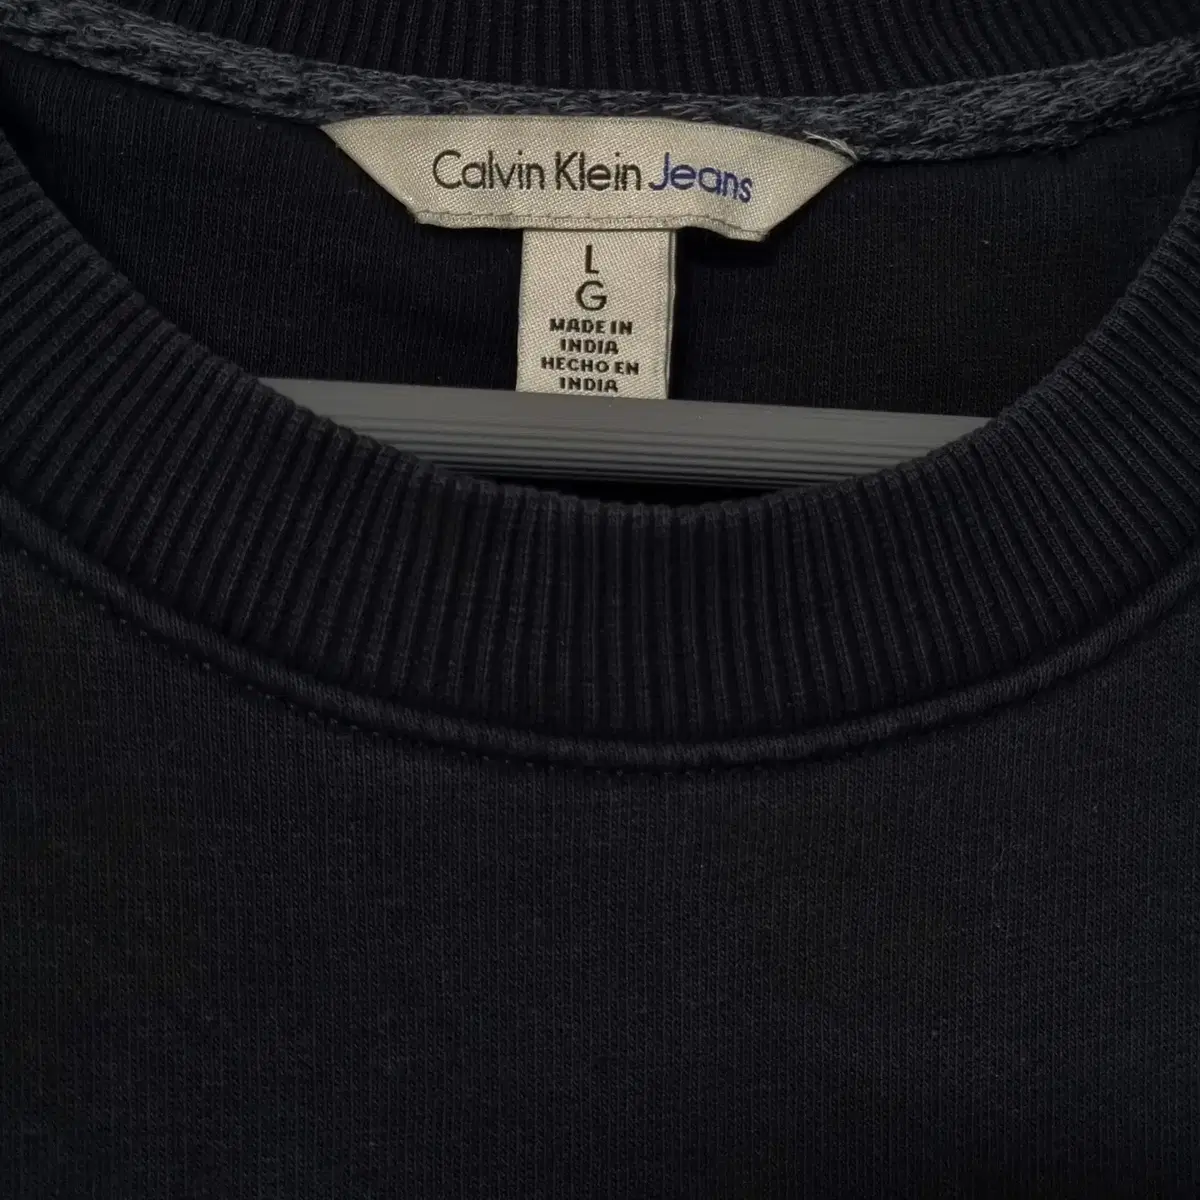 Calvin Klein Jeans
L
G
MADE IN
INDIA
HECHO EN
INDIA